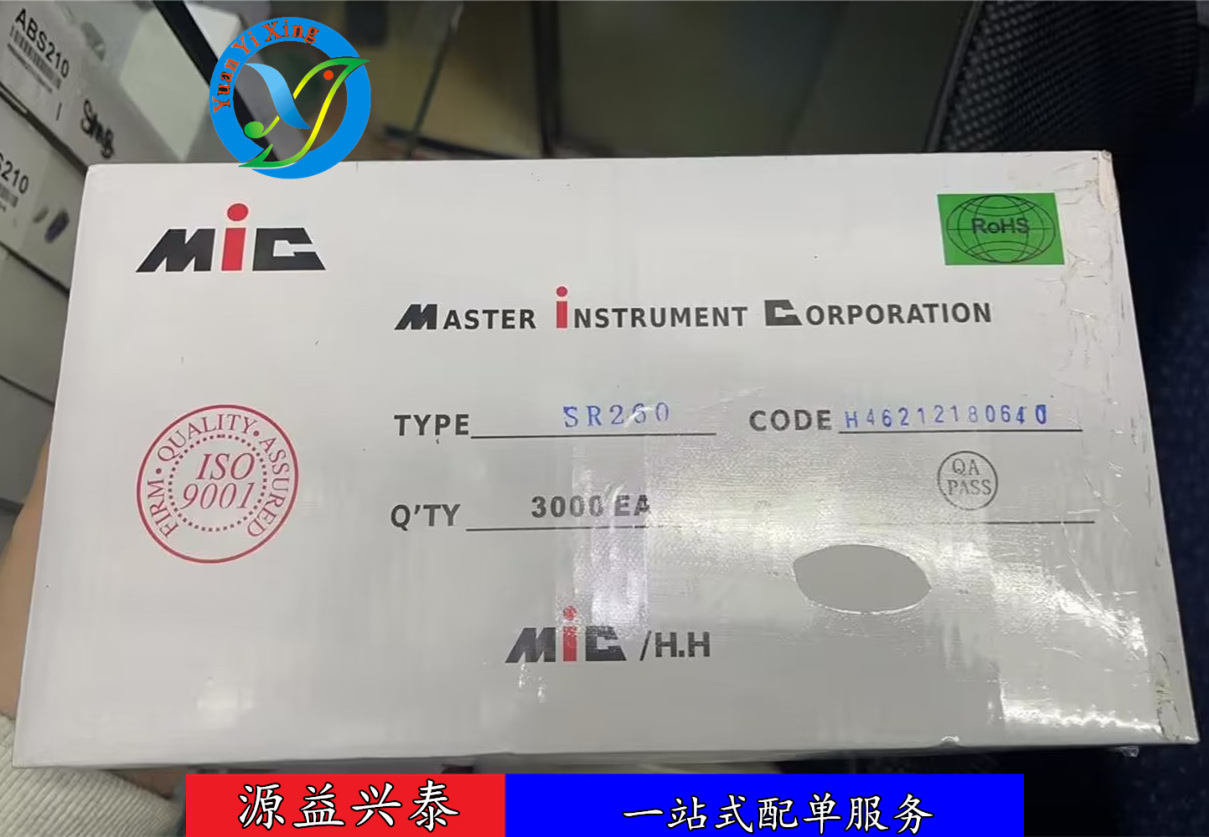 ABS210
Yuan Yi Xing
S210
MiC
RoHS
MASTER iNSTRUMENT CORPORATION
TYPE SR260 CODE H46212180640
FIRM • QUALITY • ASSURED
ISO
9001
QA
PASS
Q'TY 3000 EA
MiC /H.H
源益兴泰 一站式配单服务